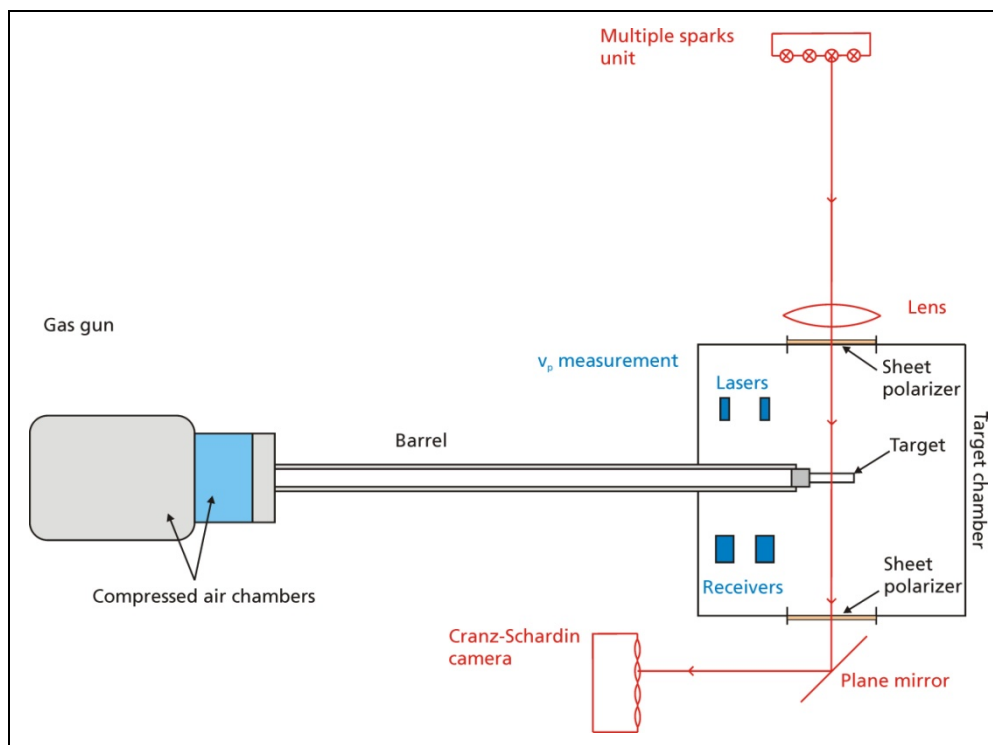 Multiple sparks
unit
Lens
Gas gun
vₚ measurement
Sheet
polarizer
Lasers
Barrel
Target
Target chamber
Compressed air chambers
Receivers
Sheet
polarizer
Cranz-Schardin
camera
Plane mirror